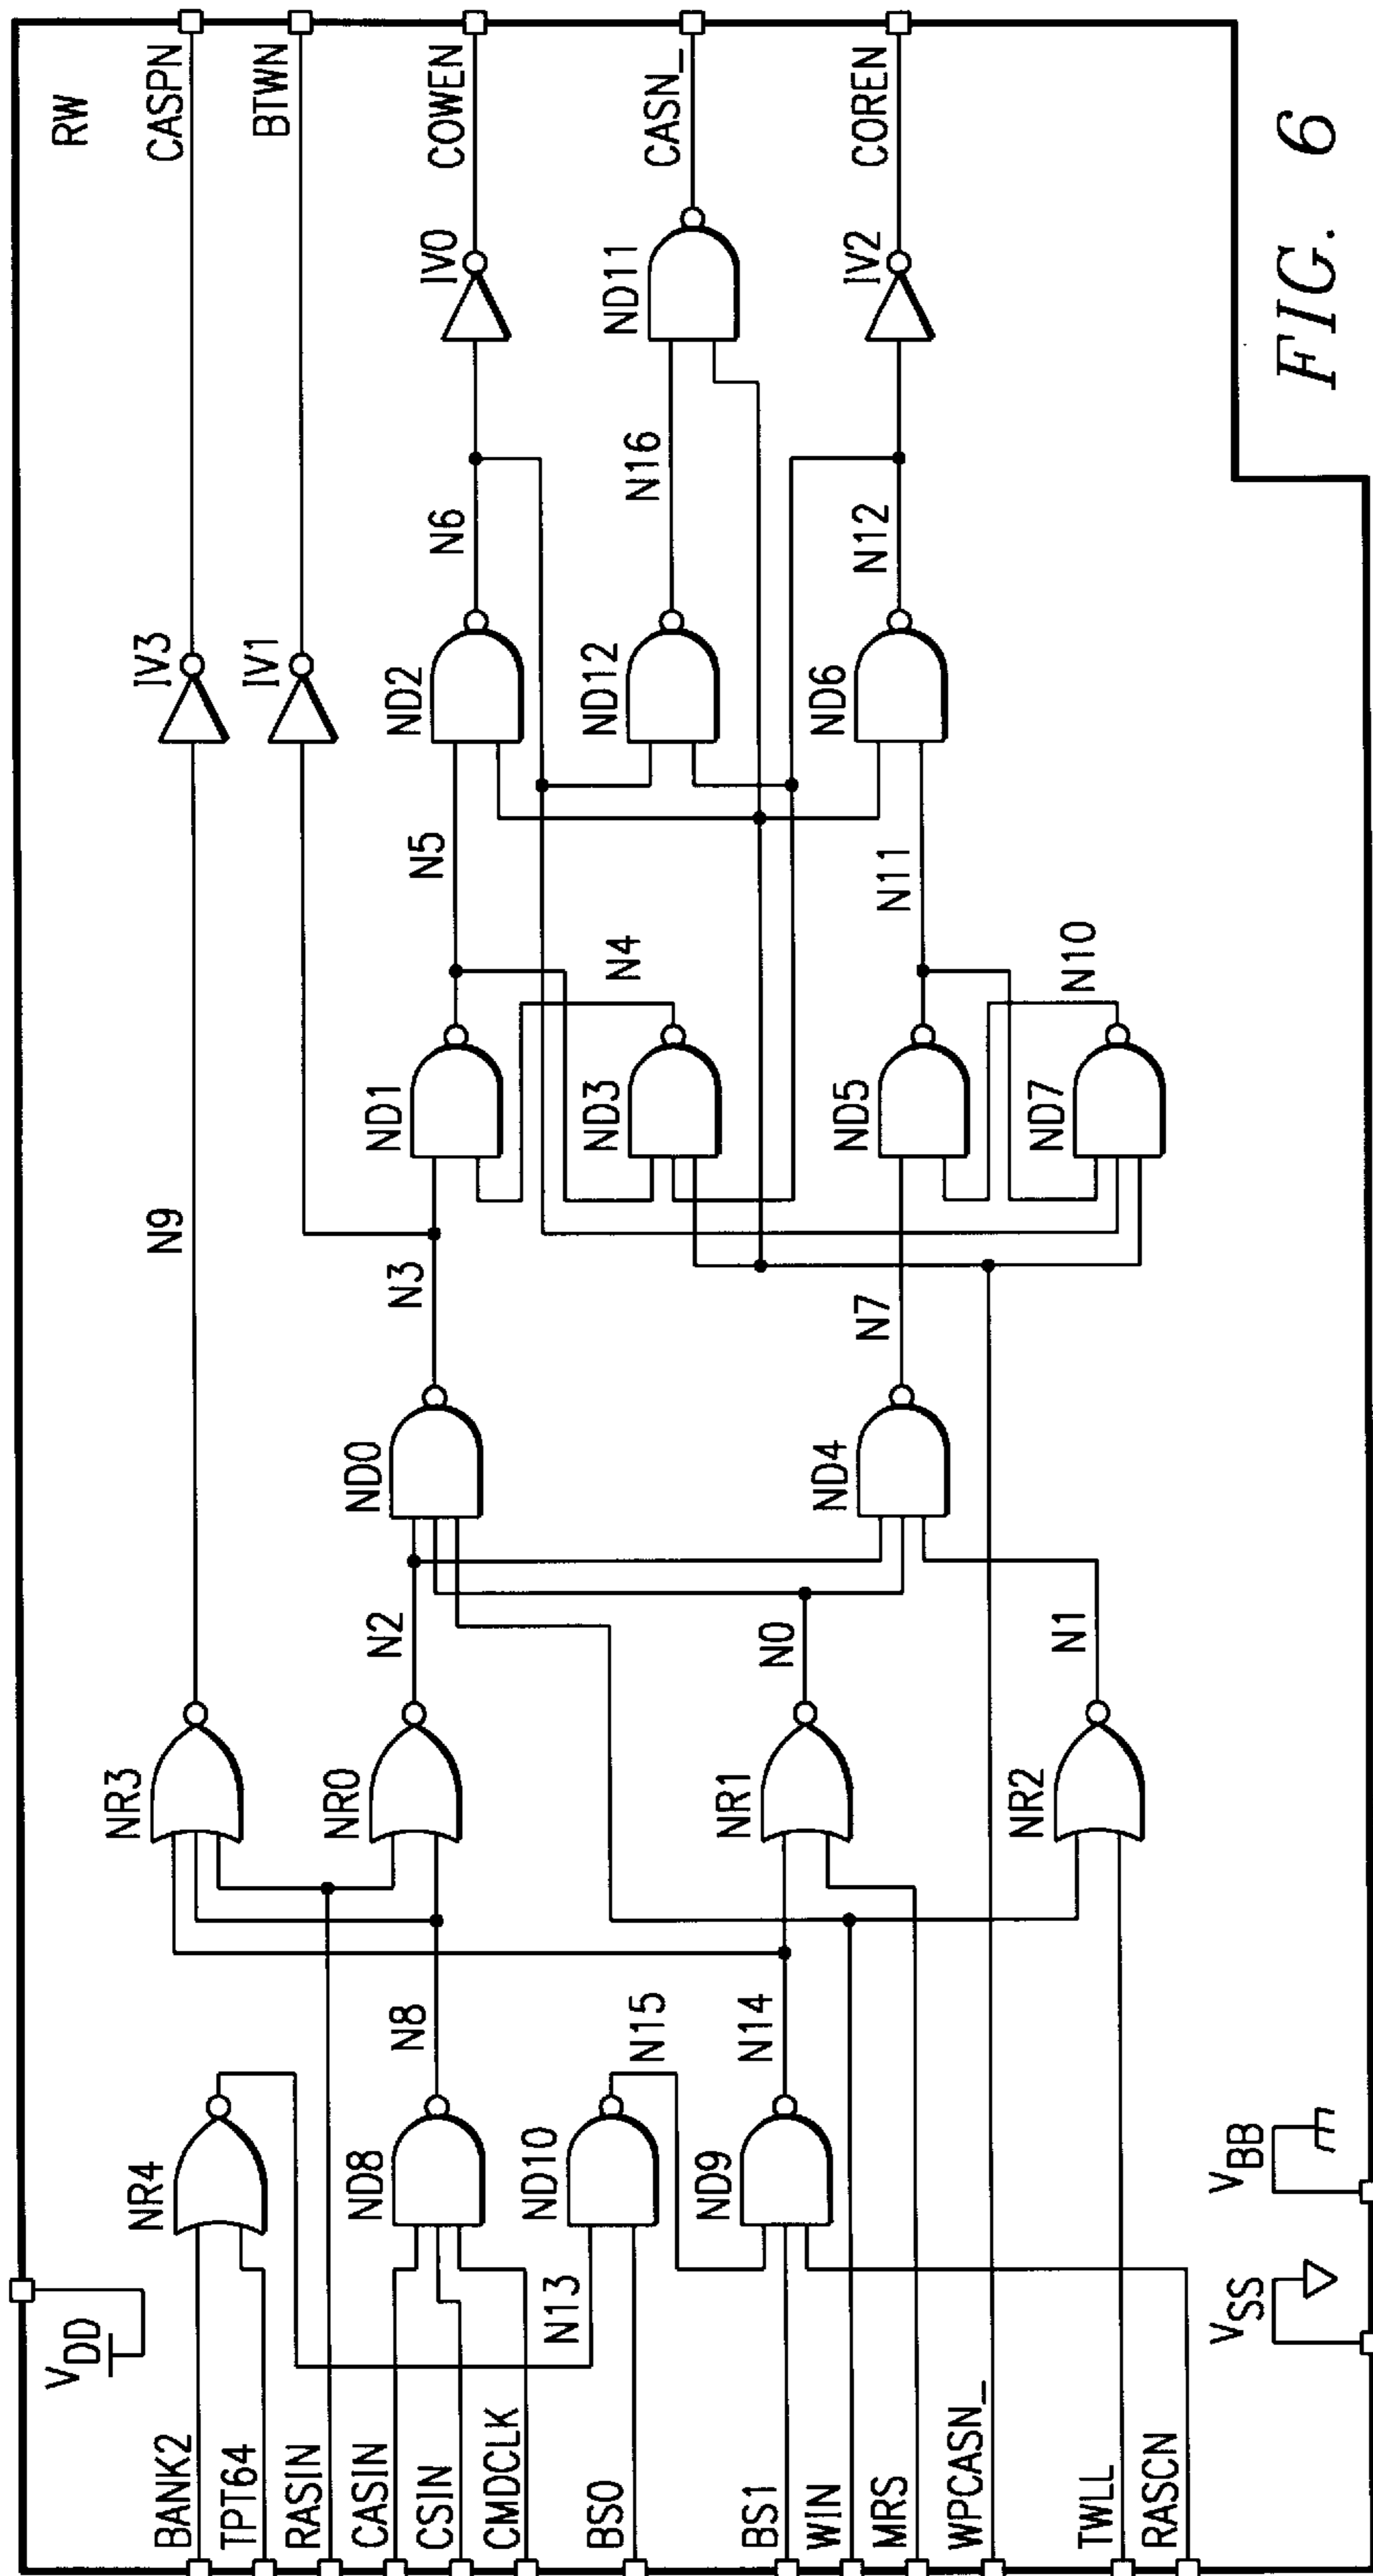 RW
V_DD
BANK2
TPT64
RASIN
CASIN
CSIN
CMDCLK
BS0
BS1
WIN
MRS
WPCASN_
TWLL
RASCN
V_SS
V_BB
NR4
ND8
N13
ND10
ND9
N8
N15
N14
NR3
NR0
NR1
NR2
N9
N2
N0
N1
ND0
ND4
N3
N7
ND1
ND3
ND5
ND7
N4
N10
N5
N11
IV3
IV1
ND2
ND12
ND6
N6
N16
N12
IV0
ND11
IV2
CASPN
BTWN
COWEN
CASN_
COREN
FIG. 6